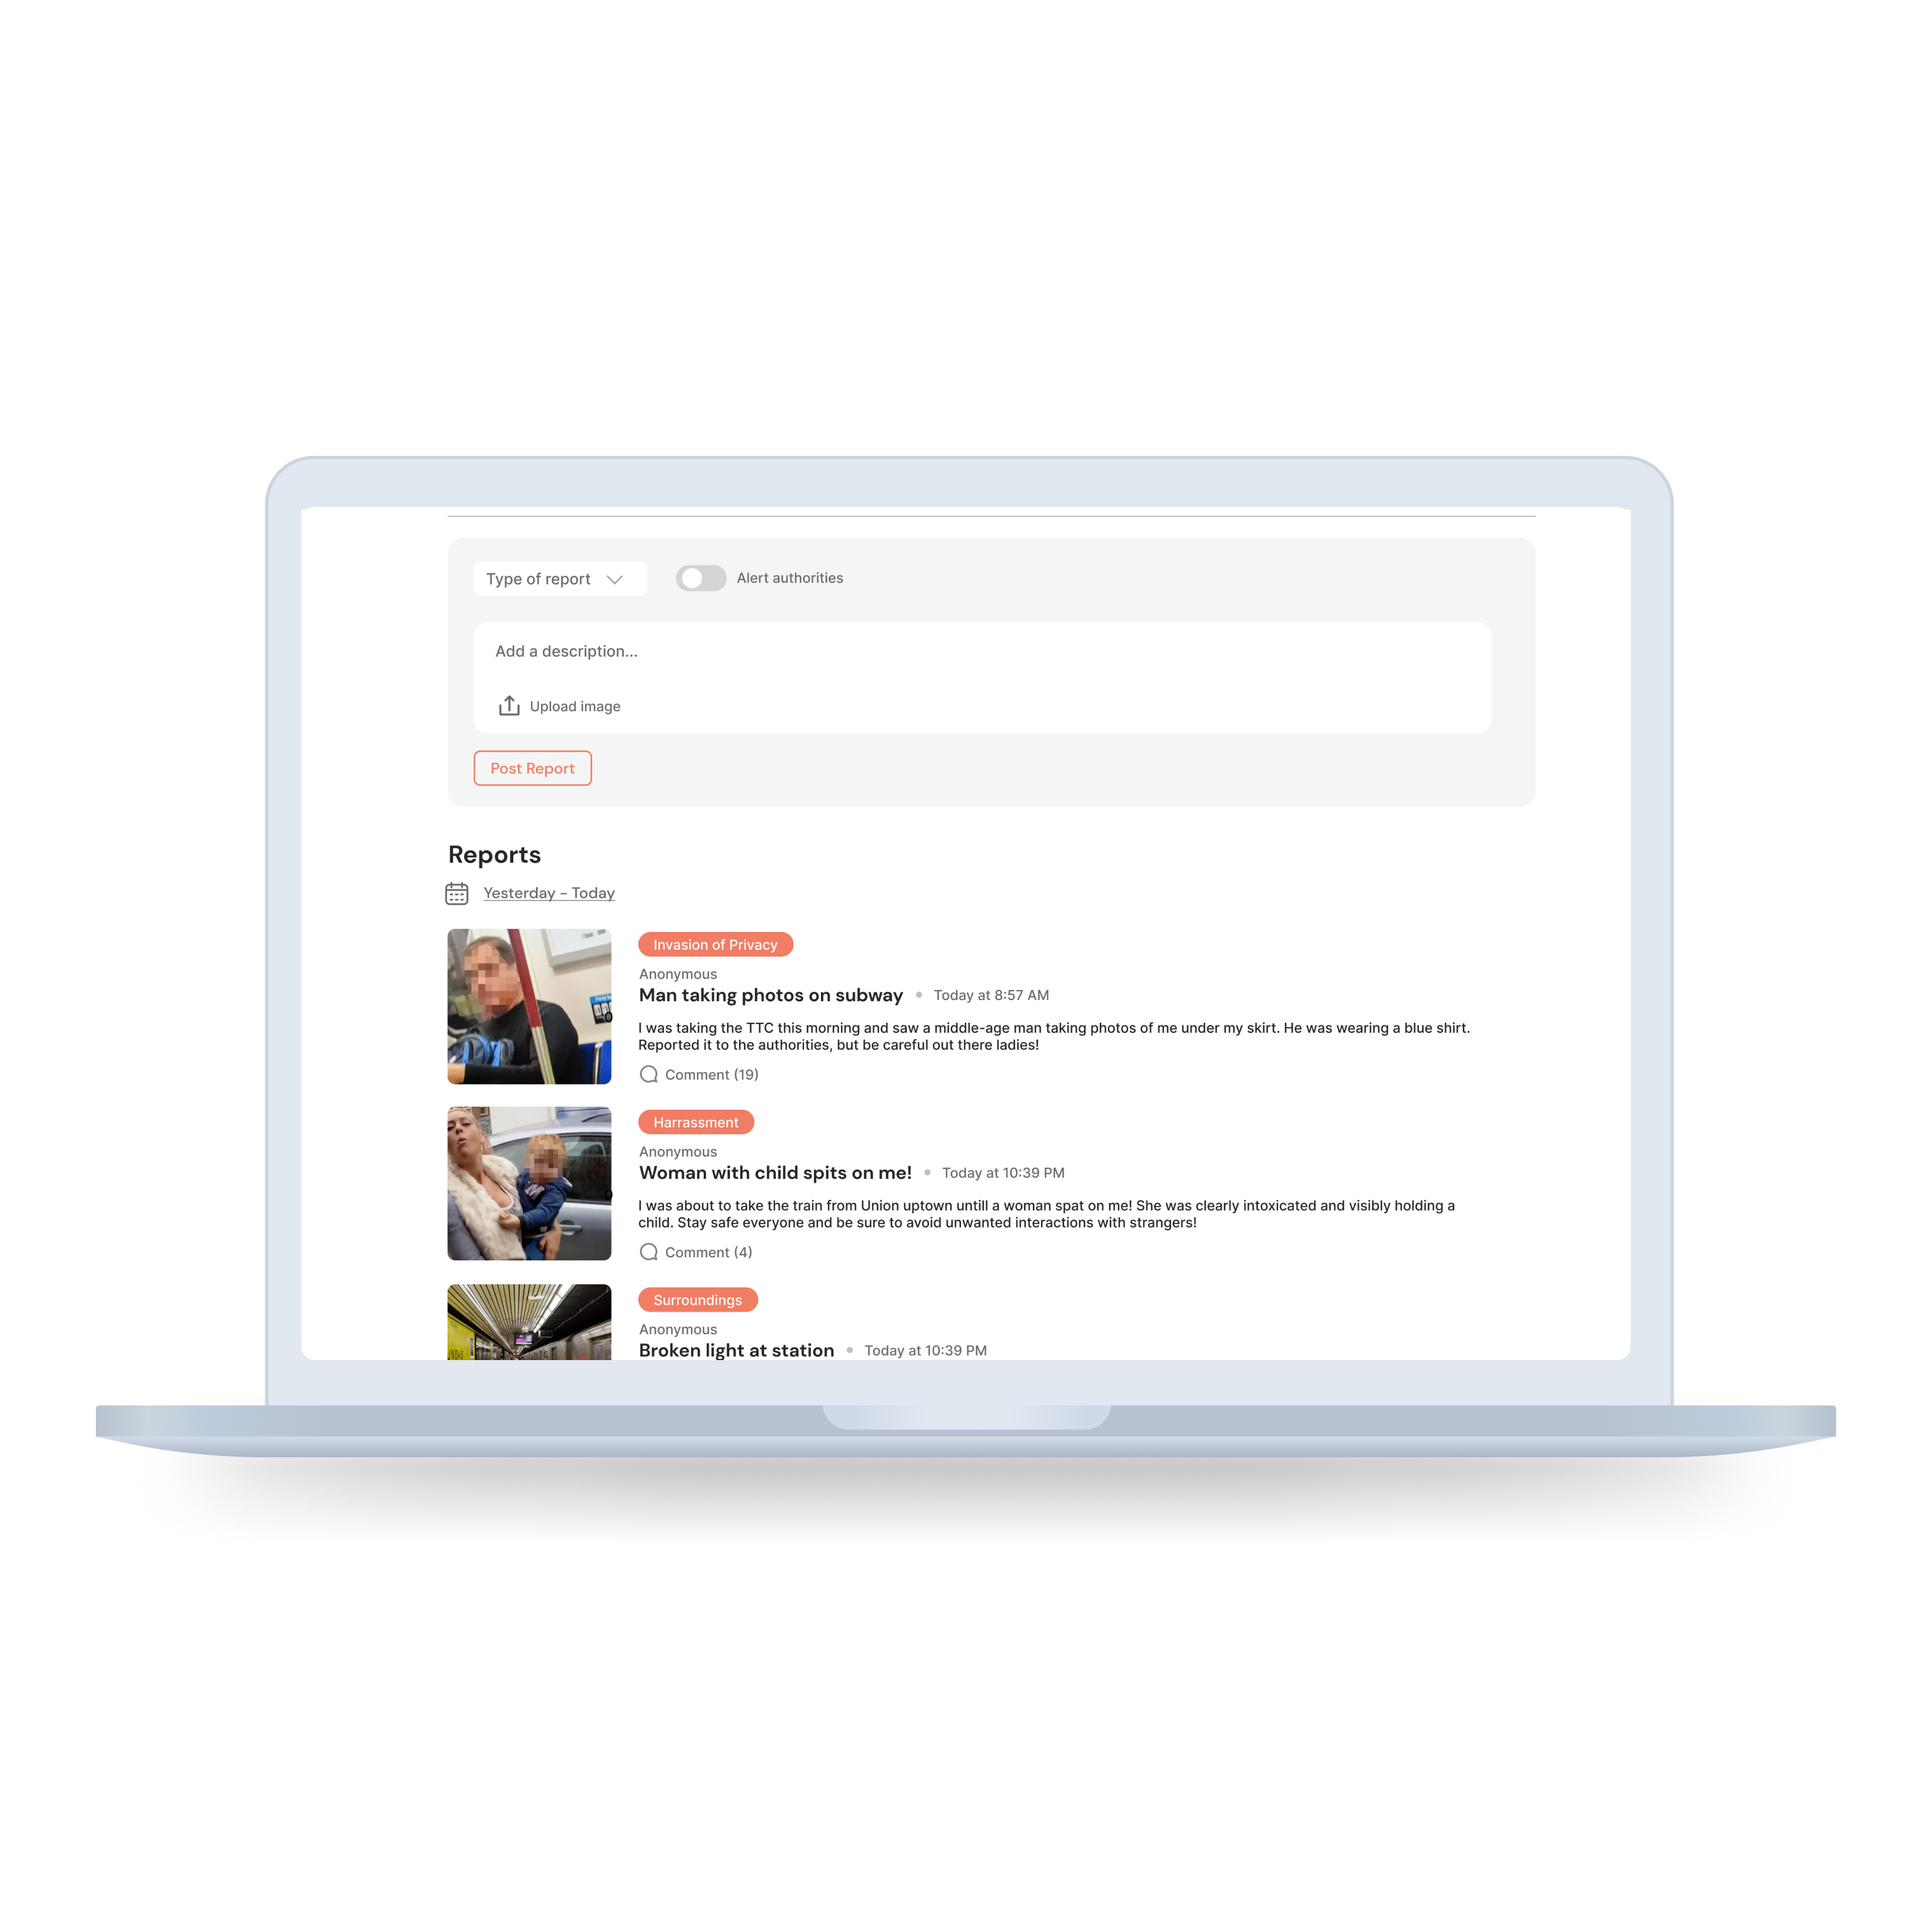 Type of report
Alert authorities
Add a description...
Upload image
Post Report
Reports
Yesterday - Today
Invasion of Privacy
Anonymous
Man taking photos on subway • Today at 8:57 AM
I was taking the TTC this morning and saw a middle-age man taking photos of me under my skirt. He was wearing a blue shirt.
Reported it to the authorities, but be careful out there ladies!
Comment (19)
Harrassment
Anonymous
Woman with child spits on me! • Today at 10:39 PM
I was about to take the train from Union uptown untill a woman spat on me! She was clearly intoxicated and visibly holding a
child. Stay safe everyone and be sure to avoid unwanted interactions with strangers!
Comment (4)
Surroundings
Anonymous
Broken light at station • Today at 10:39 PM